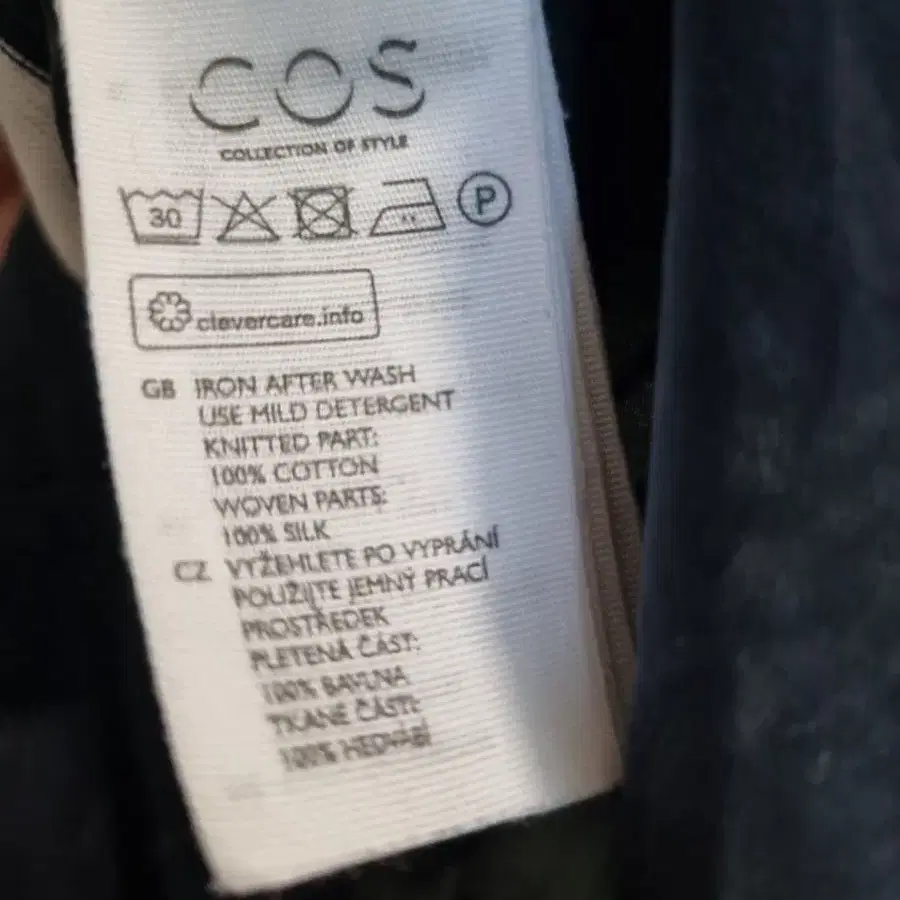 COS
COLLECTION OF STYLE
30
P
clevercare.info
GB IRON AFTER WASH
USE MILD DETERGENT
KNITTED PART:
100% COTTON
WOVEN PARTS:
100% SILK
CZ VYŽEHLETE PO VYPRÁNÍ
POUŽIJTE JEMNÝ PRACÍ
PROSTŘEDEK
PLETENÁ ČÁST:
100% BAVLNA
TKANÉ ČÁSTI:
100% HEDVÁBÍ